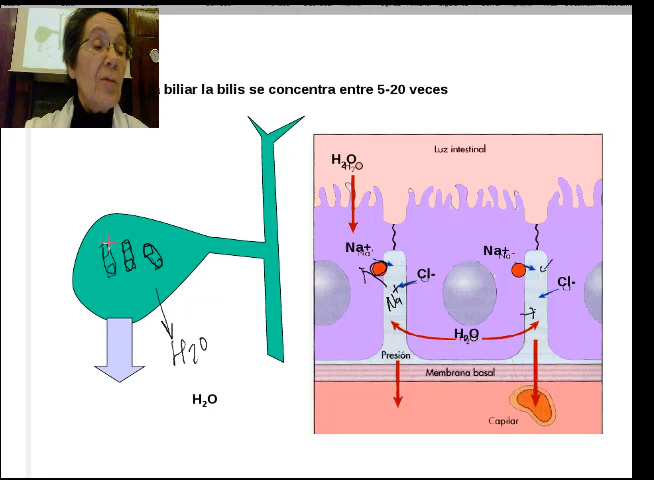 biliar la bilis se concentra entre 5-20 veces
Luz intestinal
H₂O
Na+
Na+
Cl-
Cl-
Na
+
H₂O
Presión
H₂O
Membrana basal
H₂O
Capilar